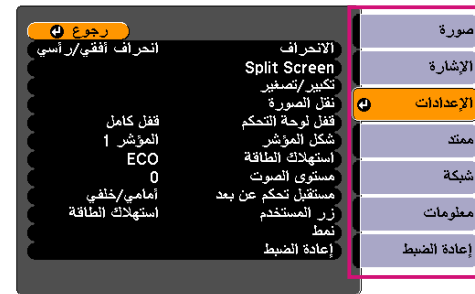 صورة
الإشارة
الإعدادات
ممتد
شبكة
معلومات
إعادة الضبط
رجوع
الانحراف انحراف أفقي/رأسي
Split Screen
تكبير/تصغير
نقل الصورة
قفل لوحة التحكم قفل كامل
شكل المؤشر المؤشر 1
استهلاك الطاقة ECO
مستوى الصوت 0
مستقبل تحكم عن بعد أمامي/خلفي
زر المستخدم استهلاك الطاقة
نمط
إعادة الضبط